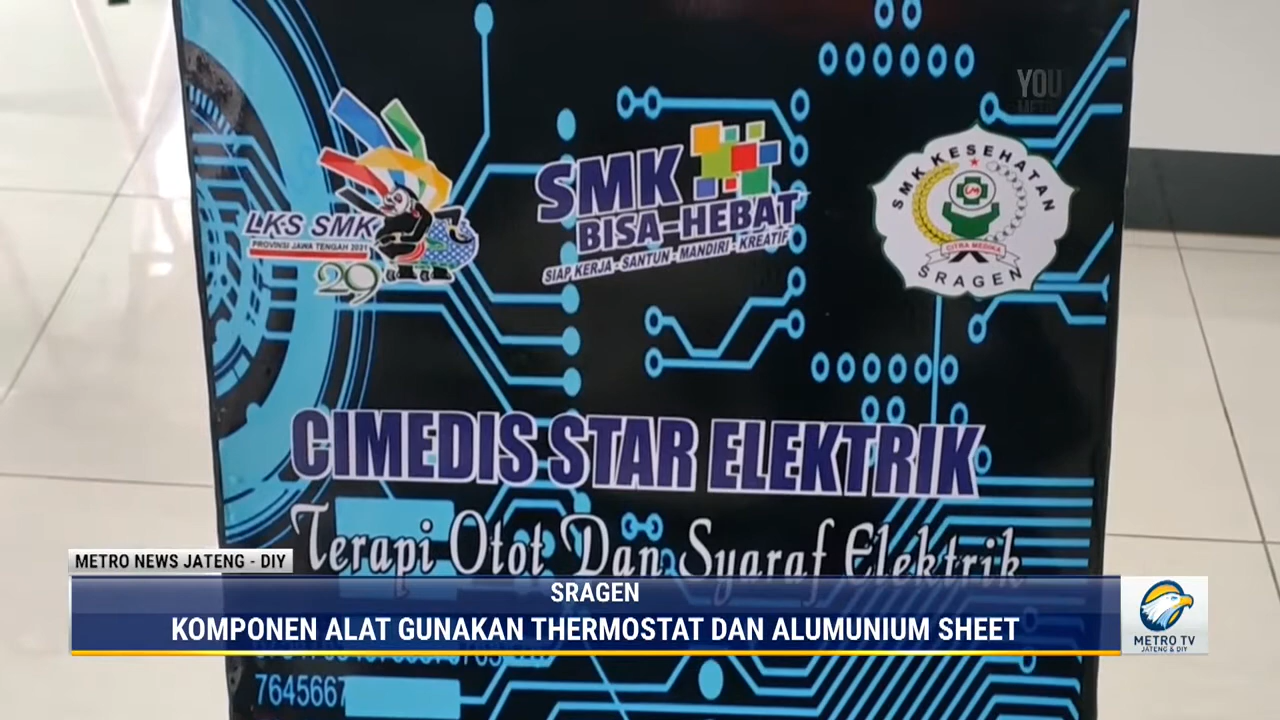 YOU
LKS SMK
PROVINSI JAWA TENGAH 2021
29
SMK
BISA-HEBAT
SIAP KERJA - SANTUN - MANDIRI - KREATIF
SMK KESEHATAN
CITRA MEDIKA
SRAGEN
CIMEDIS STAR ELEKTRIK
Terapi Otot Dan Syaraf Elektrik
METRO NEWS JATENG - DIY
SRAGEN
KOMPONEN ALAT GUNAKAN THERMOSTAT DAN ALUMUNIUM SHEET
METRO TV
JATENG & DIY
7645667